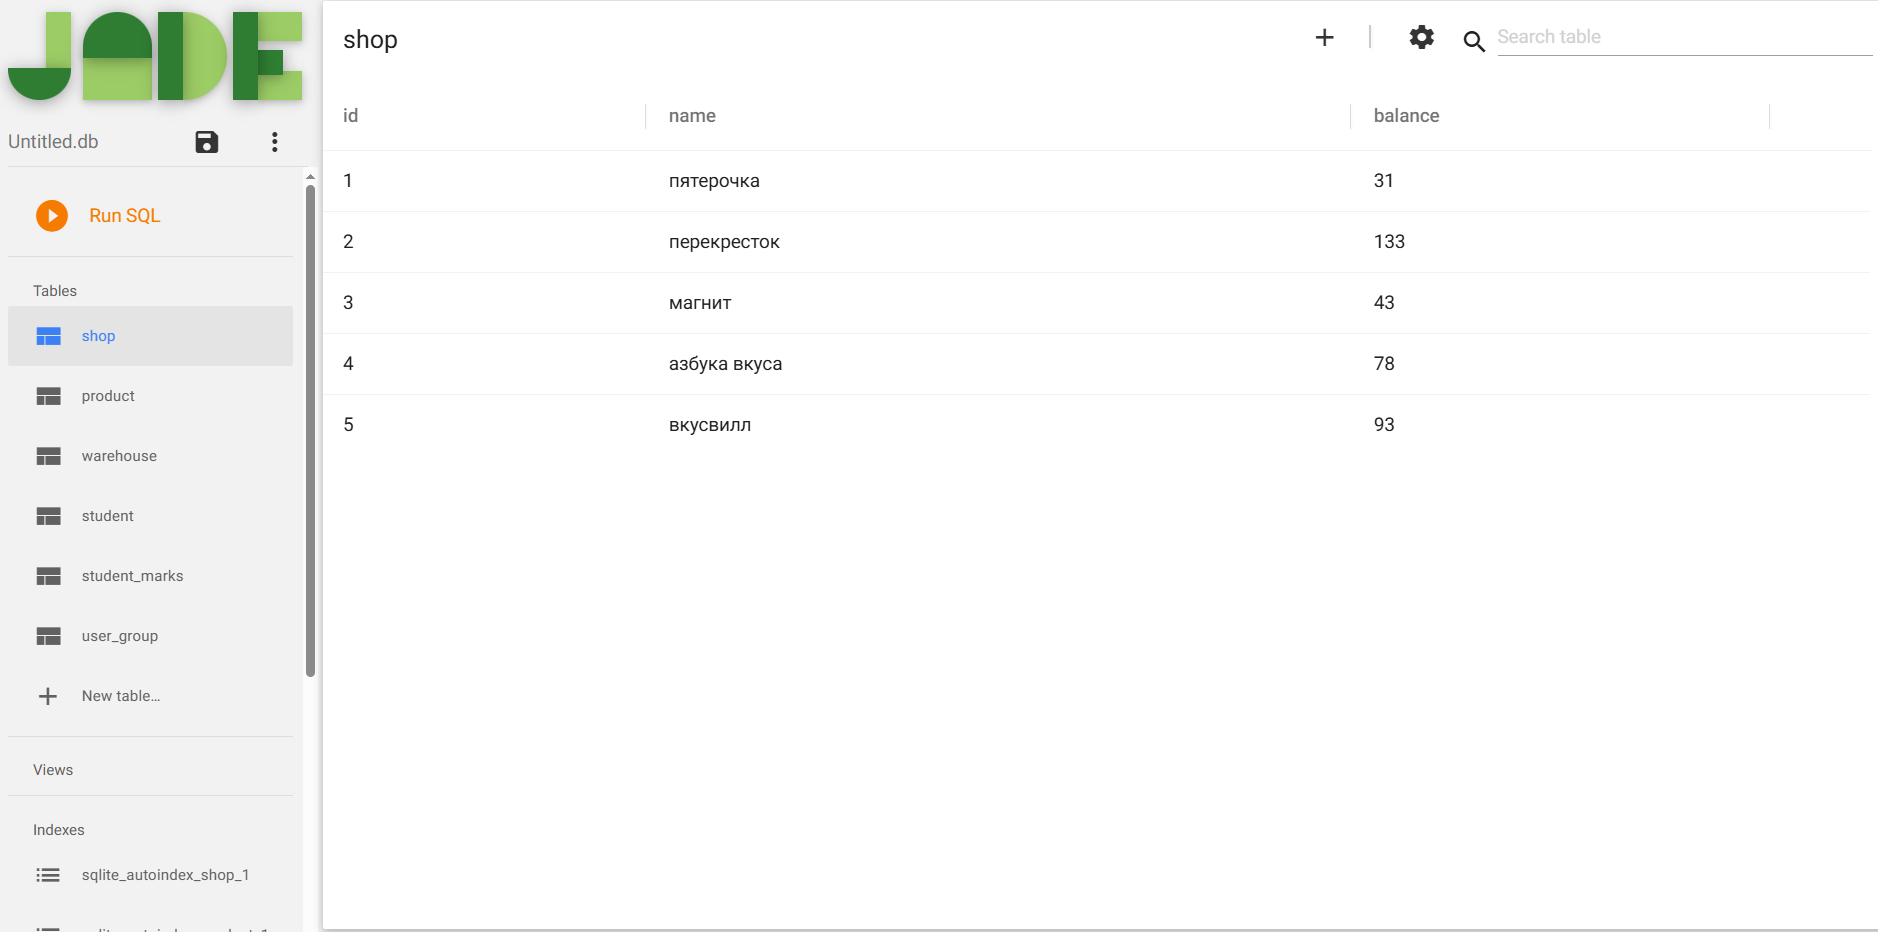 JADE
Untitled.db
Run SQL
Tables
shop
product
warehouse
student
student_marks
user_group
New table...
Views
Indexes
sqlite_autoindex_shop_1
shop
Search table
id name balance
1 пятерочка 31
2 перекресток 133
3 магнит 43
4 азбука вкуса 78
5 вкусвилл 93